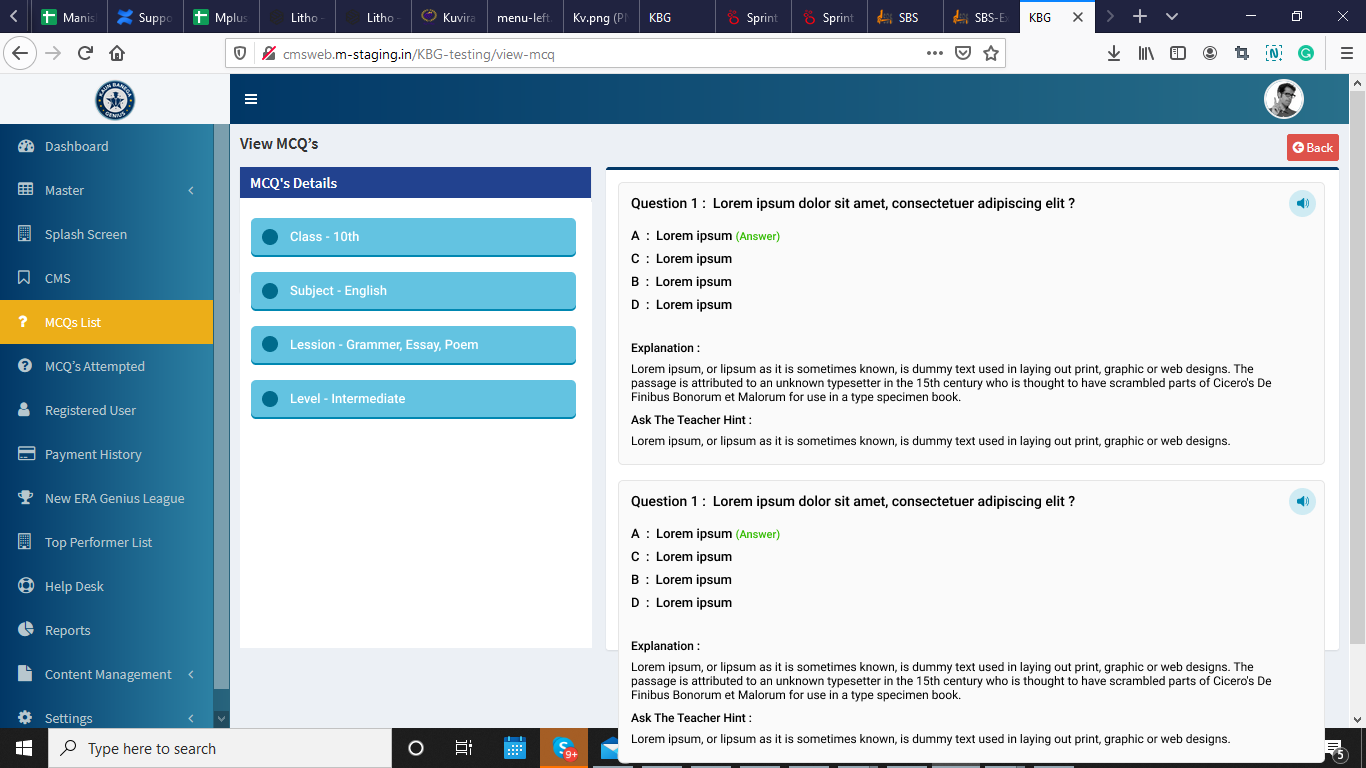 Manis
Suppo
Mplus
Litho -
Litho -
Kuvira
menu-left.
Kv.png (PN
KBG
Sprint
Sprint
SBS
SBS-Ex
KBG
cmsweb.m-staging.in/KBG-testing/view-mcq
KAUN BANEGA
GENIUS
Dashboard
Master
Splash Screen
CMS
MCQs List
MCQ's Attempted
Registered User
Payment History
New ERA Genius League
Top Performer List
Help Desk
Reports
Content Management
Settings
View MCQ's
Back
MCQ's Details
Class - 10th
Subject - English
Lession - Grammer, Essay, Poem
Level - Intermediate
Question 1 : Lorem ipsum dolor sit amet, consectetuer adipiscing elit ?
A : Lorem ipsum (Answer)
C : Lorem ipsum
B : Lorem ipsum
D : Lorem ipsum
Explanation :
Lorem ipsum, or lipsum as it is sometimes known, is dummy text used in laying out print, graphic or web designs. The
passage is attributed to an unknown typesetter in the 15th century who is thought to have scrambled parts of Cicero's De
Finibus Bonorum et Malorum for use in a type specimen book.
Ask The Teacher Hint :
Lorem ipsum, or lipsum as it is sometimes known, is dummy text used in laying out print, graphic or web designs.
Question 1 : Lorem ipsum dolor sit amet, consectetuer adipiscing elit ?
A : Lorem ipsum (Answer)
C : Lorem ipsum
B : Lorem ipsum
D : Lorem ipsum
Explanation :
Lorem ipsum, or lipsum as it is sometimes known, is dummy text used in laying out print, graphic or web designs. The
passage is attributed to an unknown typesetter in the 15th century who is thought to have scrambled parts of Cicero's De
Finibus Bonorum et Malorum for use in a type specimen book.
Ask The Teacher Hint :
Lorem ipsum, or lipsum as it is sometimes known, is dummy text used in laying out print, graphic or web designs.
Type here to search
9+
5